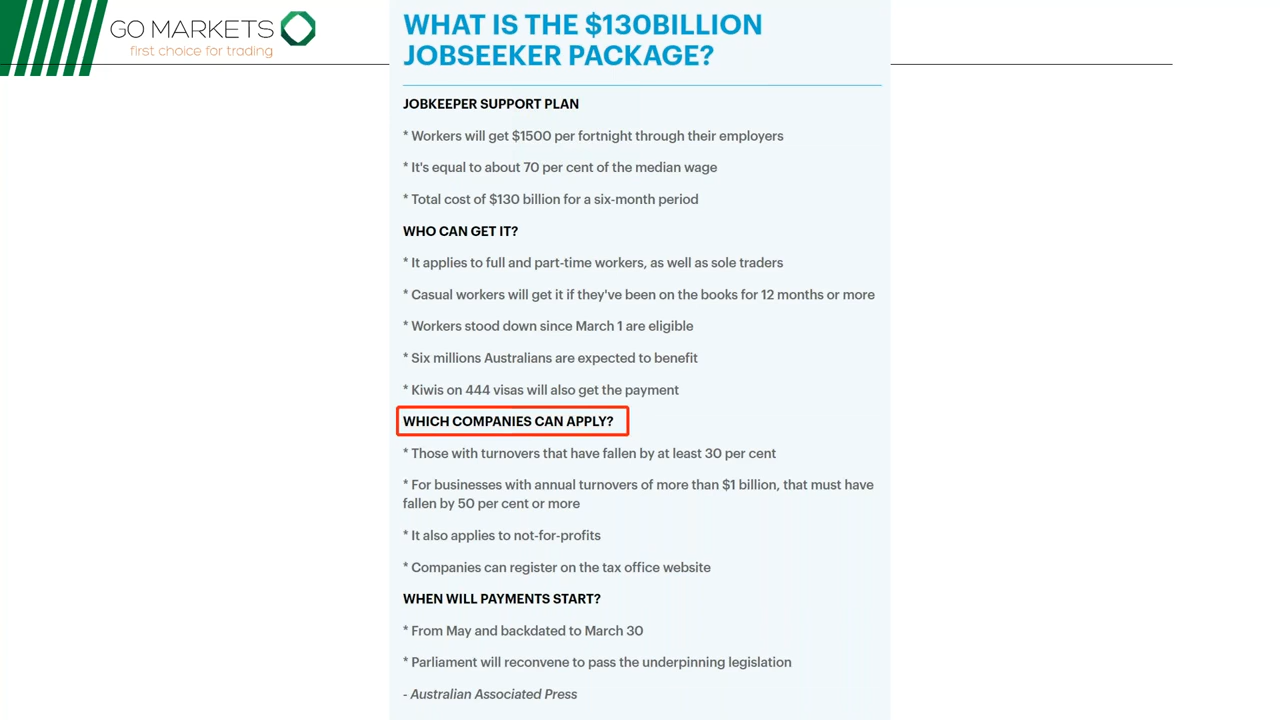 GO MARKETS
first choice for trading
WHAT IS THE $130BILLION
JOBSEEKER PACKAGE?
JOBKEEPER SUPPORT PLAN
* Workers will get $1500 per fortnight through their employers
* It's equal to about 70 per cent of the median wage
* Total cost of $130 billion for a six-month period
WHO CAN GET IT?
* It applies to full and part-time workers, as well as sole traders
* Casual workers will get it if they've been on the books for 12 months or more
* Workers stood down since March 1 are eligible
* Six millions Australians are expected to benefit
* Kiwis on 444 visas will also get the payment
WHICH COMPANIES CAN APPLY?
* Those with turnovers that have fallen by at least 30 per cent
* For businesses with annual turnovers of more than $1 billion, that must have
fallen by 50 per cent or more
* It also applies to not-for-profits
* Companies can register on the tax office website
WHEN WILL PAYMENTS START?
* From May and backdated to March 30
* Parliament will reconvene to pass the underpinning legislation
- Australian Associated Press